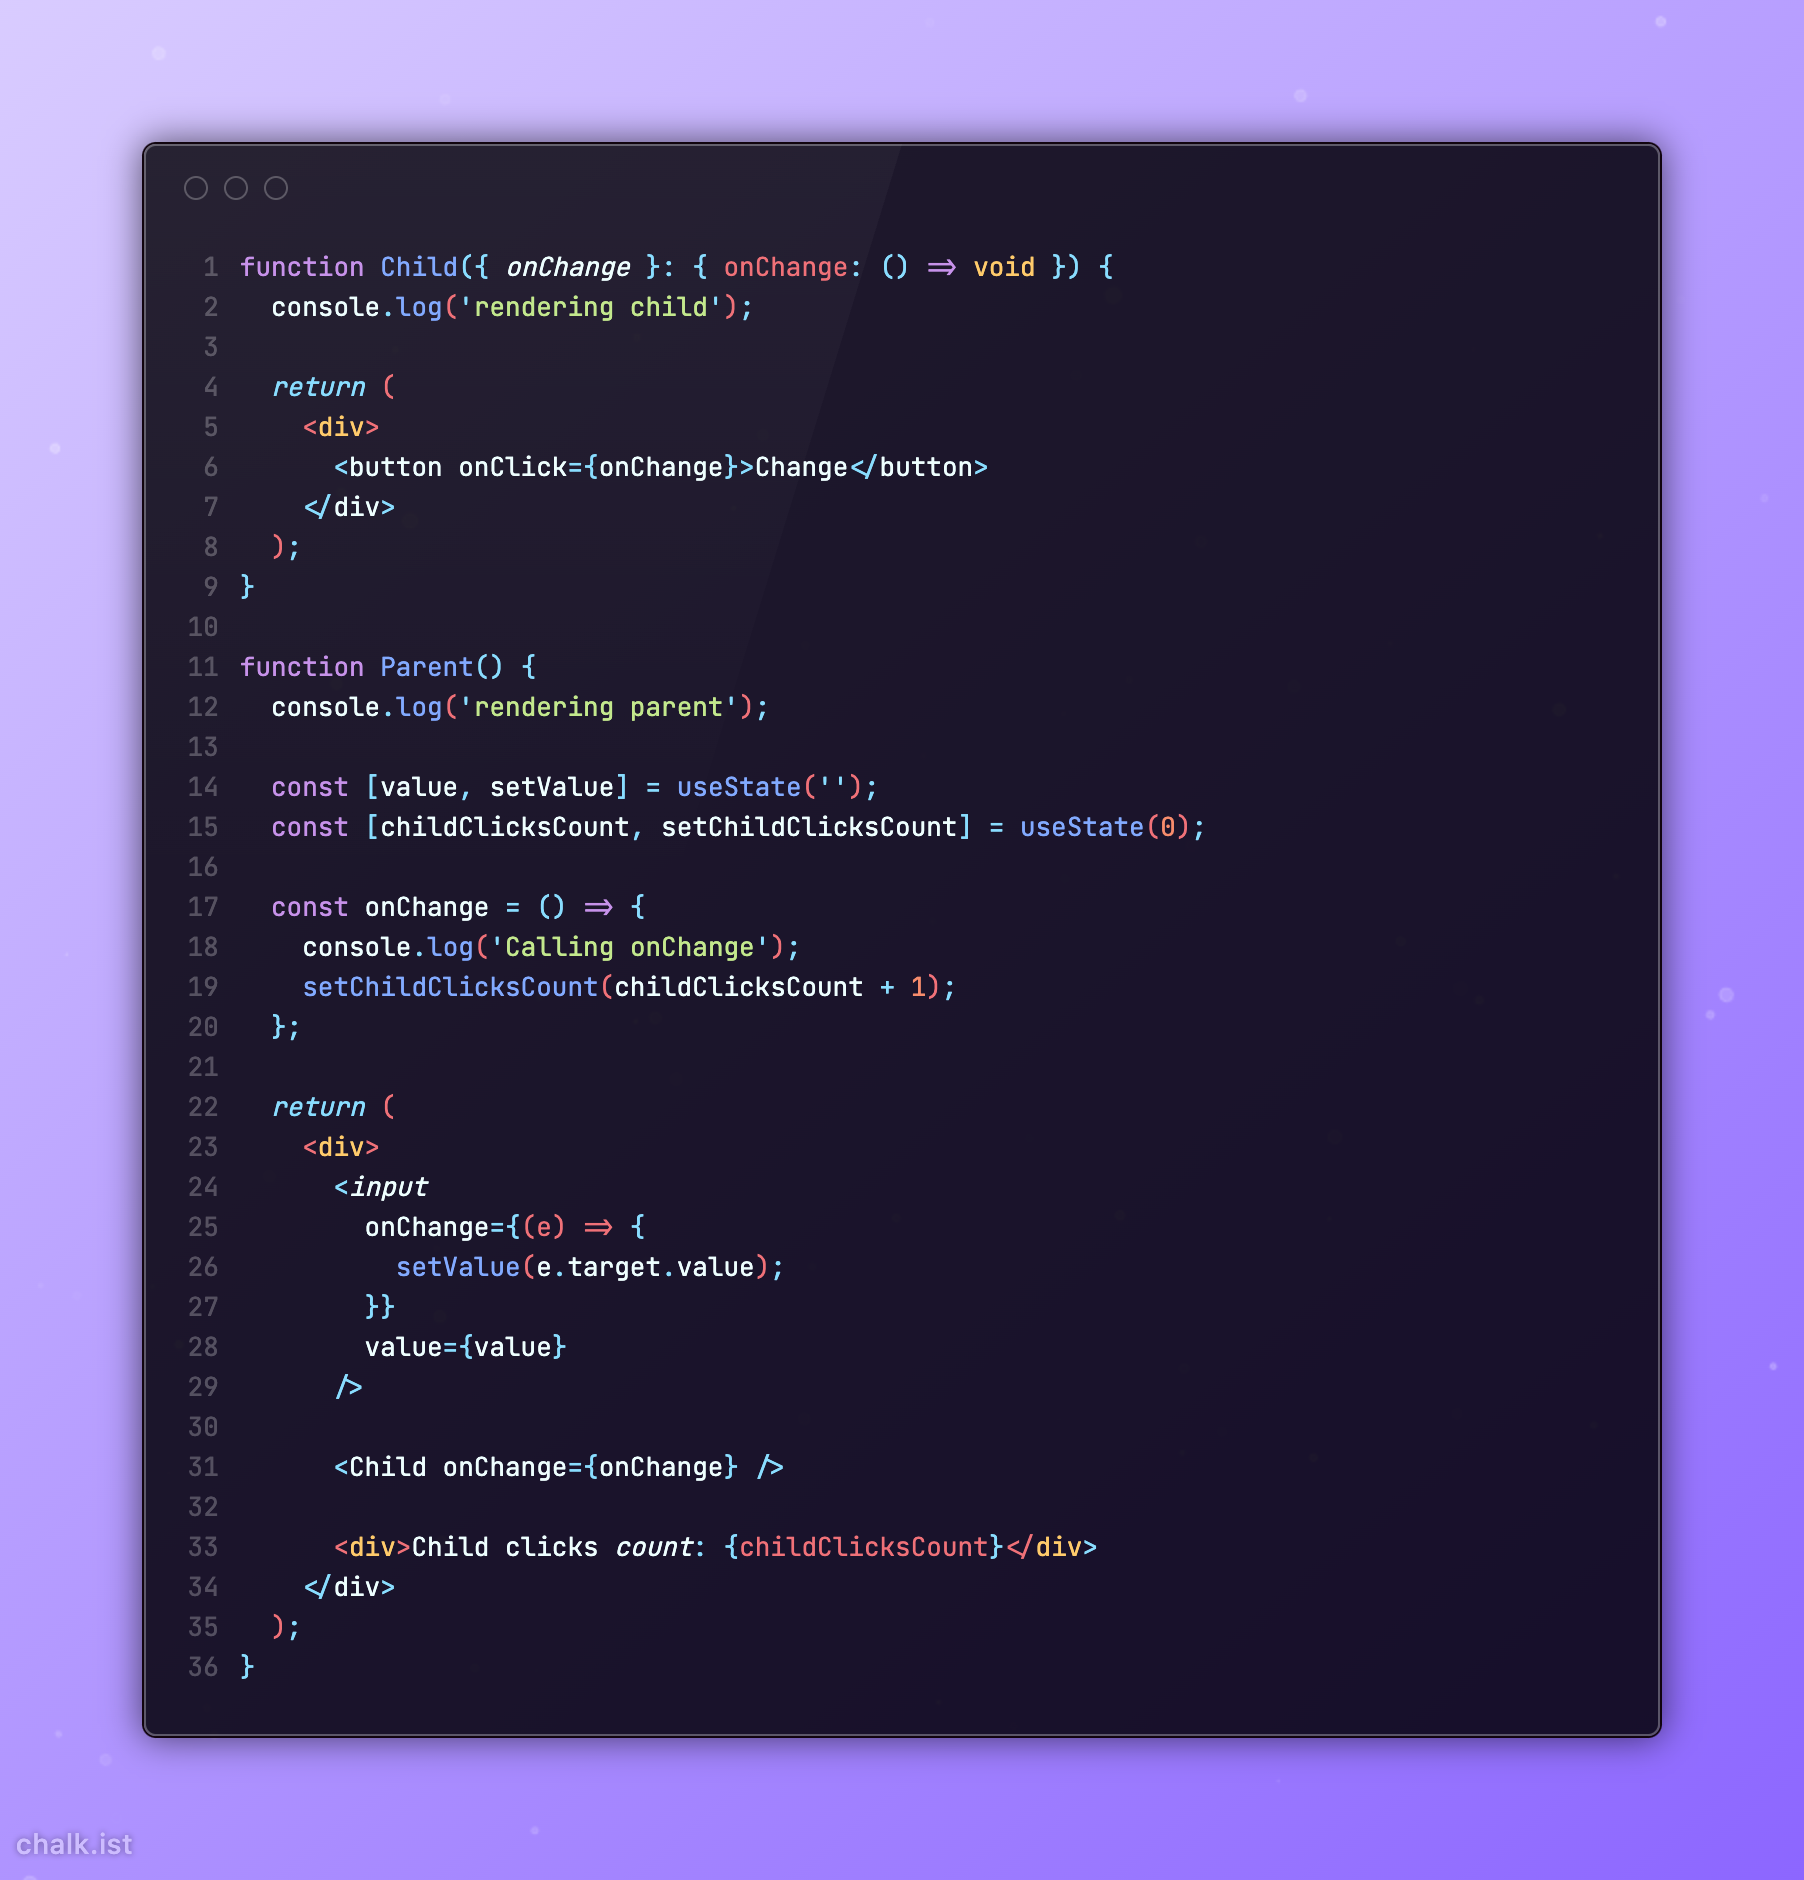 1 function Child({ onChange }: { onChange: () => void }) {
2   console.log('rendering child');
3
4   return (
5     <div>
6       <button onClick={onChange}>Change</button>
7     </div>
8   );
9 }
10
11 function Parent() {
12   console.log('rendering parent');
13
14   const [value, setValue] = useState('');
15   const [childClicksCount, setChildClicksCount] = useState(0);
16
17   const onChange = () => {
18     console.log('Calling onChange');
19     setChildClicksCount(childClicksCount + 1);
20   };
21
22   return (
23     <div>
24       <input
25         onChange={(e) => {
26           setValue(e.target.value);
27         }}
28         value={value}
29       />
30
31       <Child onChange={onChange} />
32
33       <div>Child clicks count: {childClicksCount}</div>
34     </div>
35   );
36 }
chalk.ist